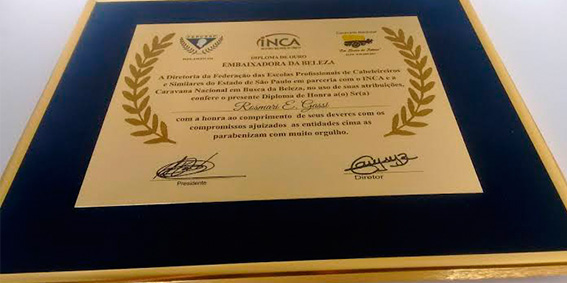 INCA
DIPLOMA DE OURO
EMBAIXADORA DA BELEZA
A Diretoria da Federação das Escolas Profissionais de Cabeleireiros
e Similares do Estado de São Paulo em parceria com o INCA e a
Caravana Nacional em Busca da Beleza, no uso de suas atribuições,
confere o presente Diploma de Honra a(o) Sr(a)
Rosmari E. Gossi
com a honra ao comprimento de seus deveres com os
compromissos ajuizados as entidades cima as
parabenizam com muito orgulho.
Presidente
Diretor